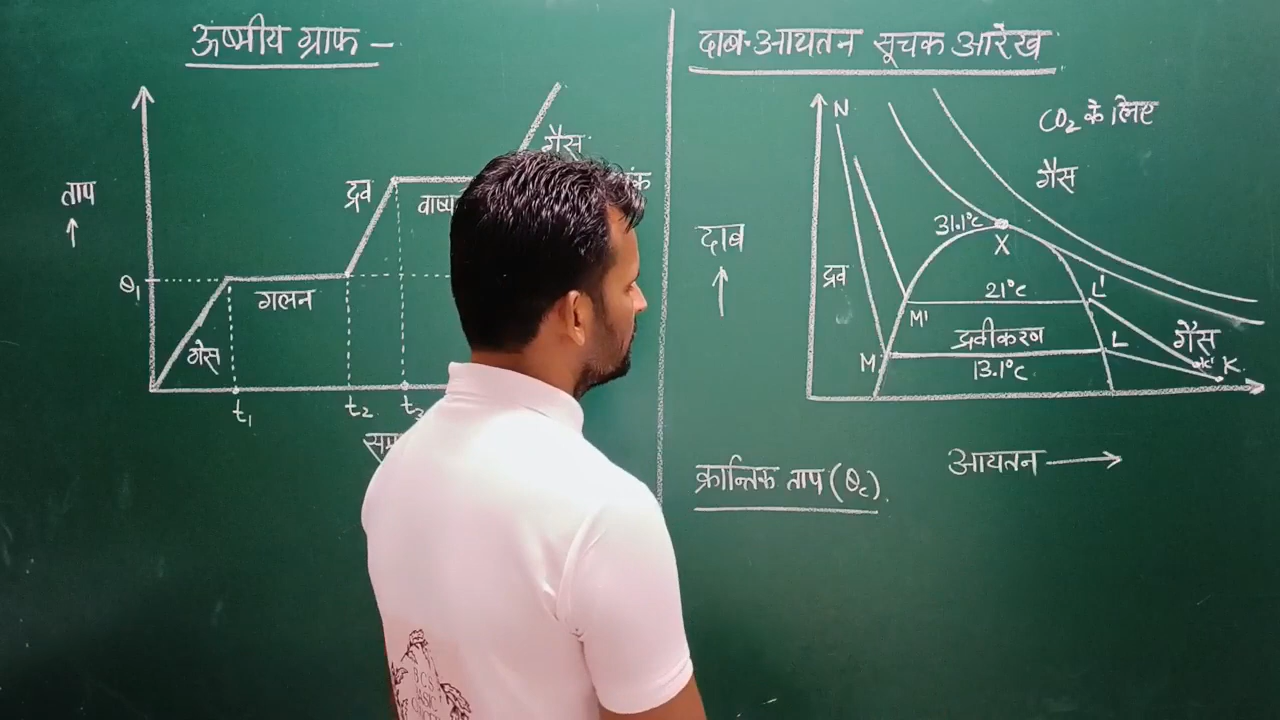 ऊष्मीय ग्राफ –
ताप
θ₁
गेस
गलन
द्रव
वाष्प
गैस
t₁
t₂
t₃
दाब-आयतन सूचक आरेख
N
CO₂ के लिए
गैस
दाब
31.1°C
X
द्रव
21°C
L'
M'
द्रवीकरण
L
गैस
M
13.1°C
K'
K
आयतन
क्रान्तिक ताप (θc).
B.G.S
BASIC